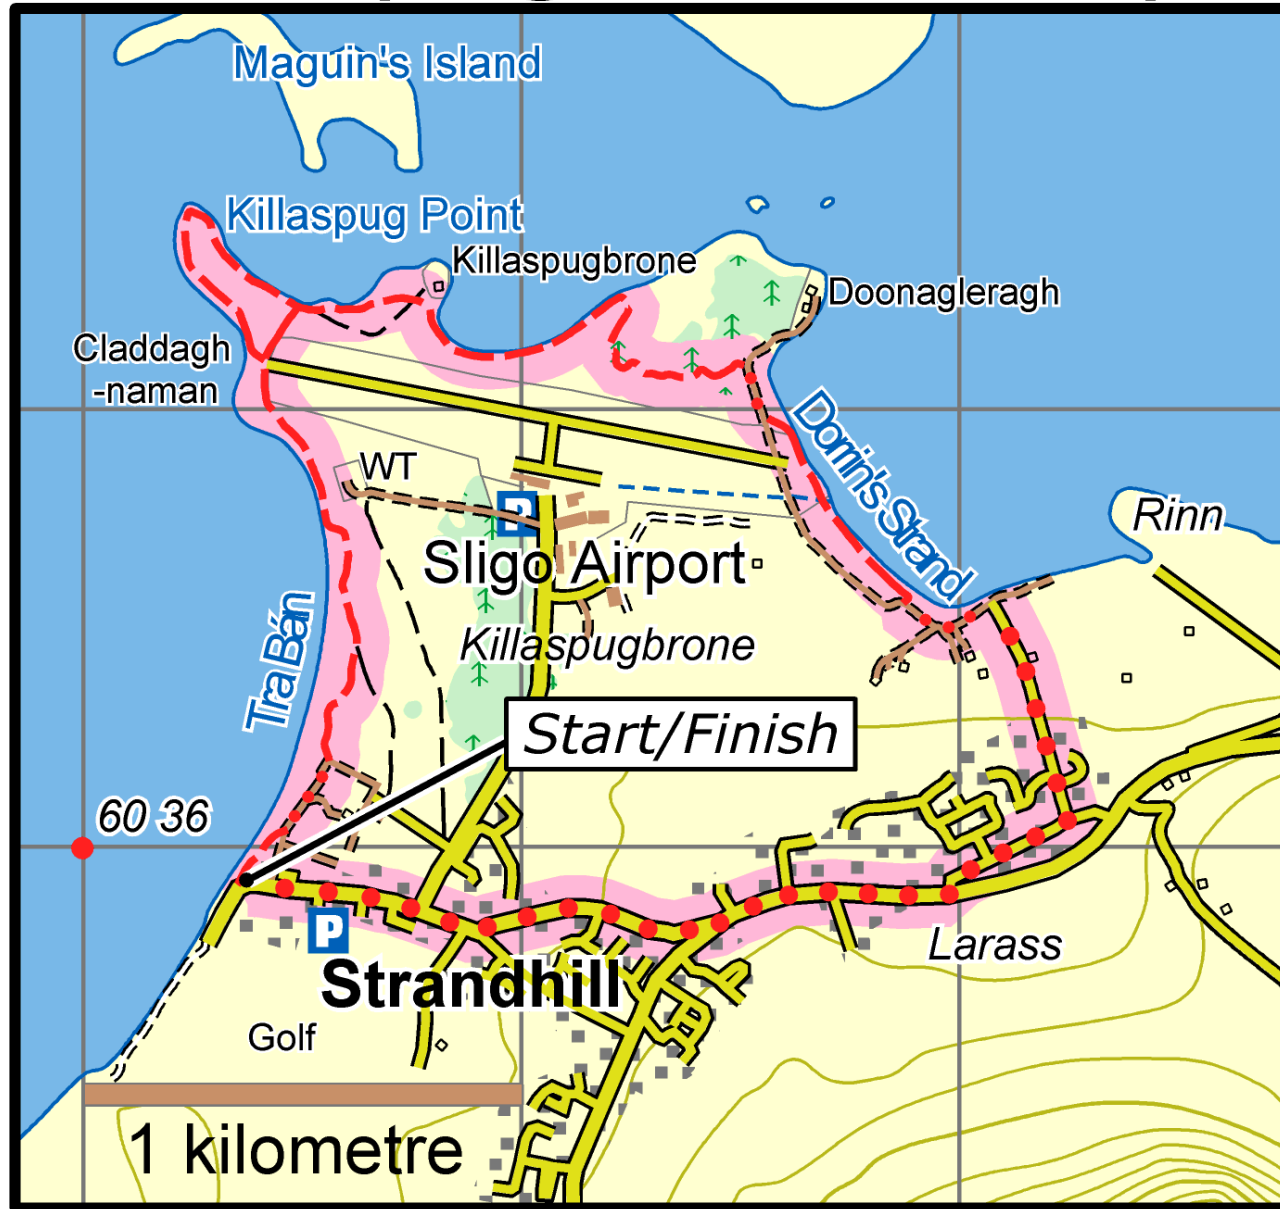 Maguin's Island
Killaspug Point
Killaspugbrone
Doonagleragh
Claddagh
-naman
Dorrin's Strand
WT
P
Rinn
Sligo Airport
Killaspugbrone
Tra Bán
Start/Finish
60 36
P
Larass
Strandhill
Golf
1 kilometre